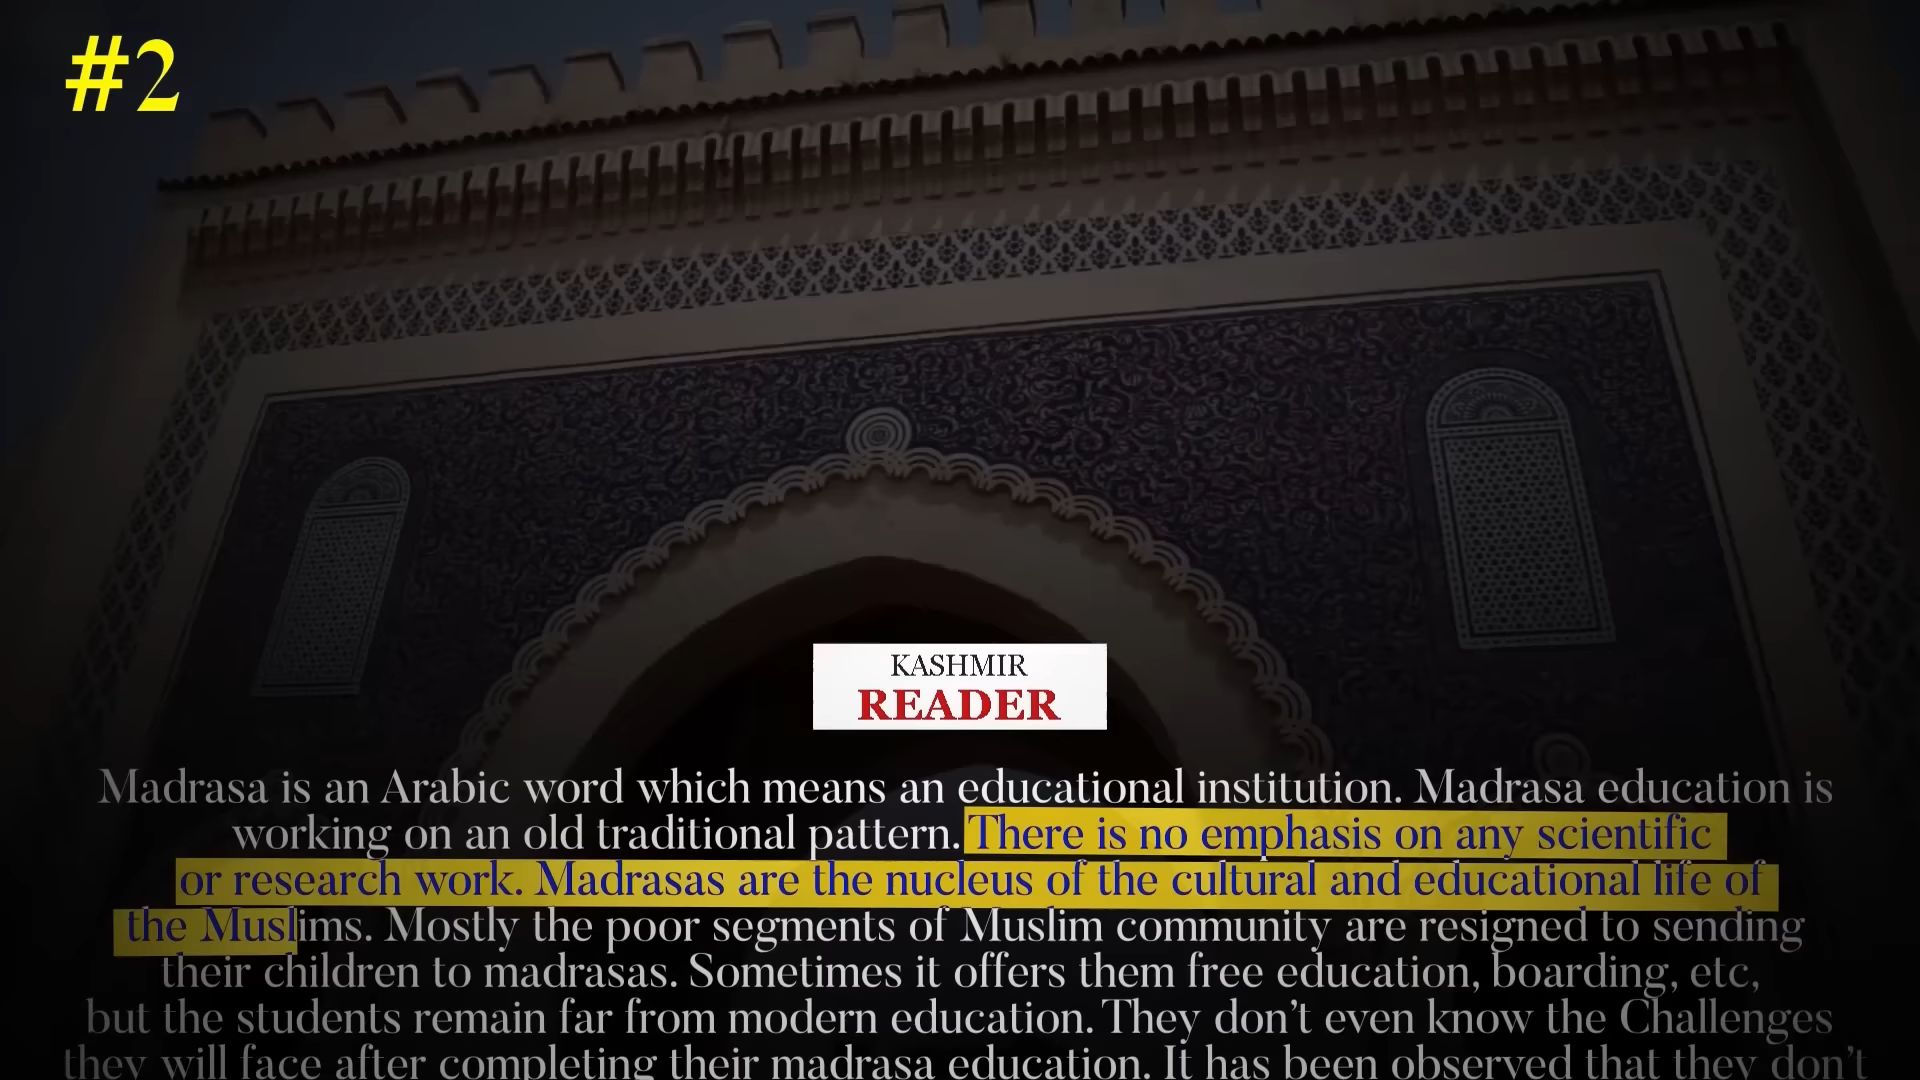 #2
KASHMIR
READER
Madrasa is an Arabic word which means an educational institution. Madrasa education is
working on an old traditional pattern. There is no emphasis on any scientific
or research work. Madrasas are the nucleus of the cultural and educational life of
the Muslims. Mostly the poor segments of Muslim community are resigned to sending
their children to madrasas. Sometimes it offers them free education, boarding, etc,
but the students remain far from modern education. They don’t even know the Challenges
they will face after completing their madrasa education. It has been observed that they don’t